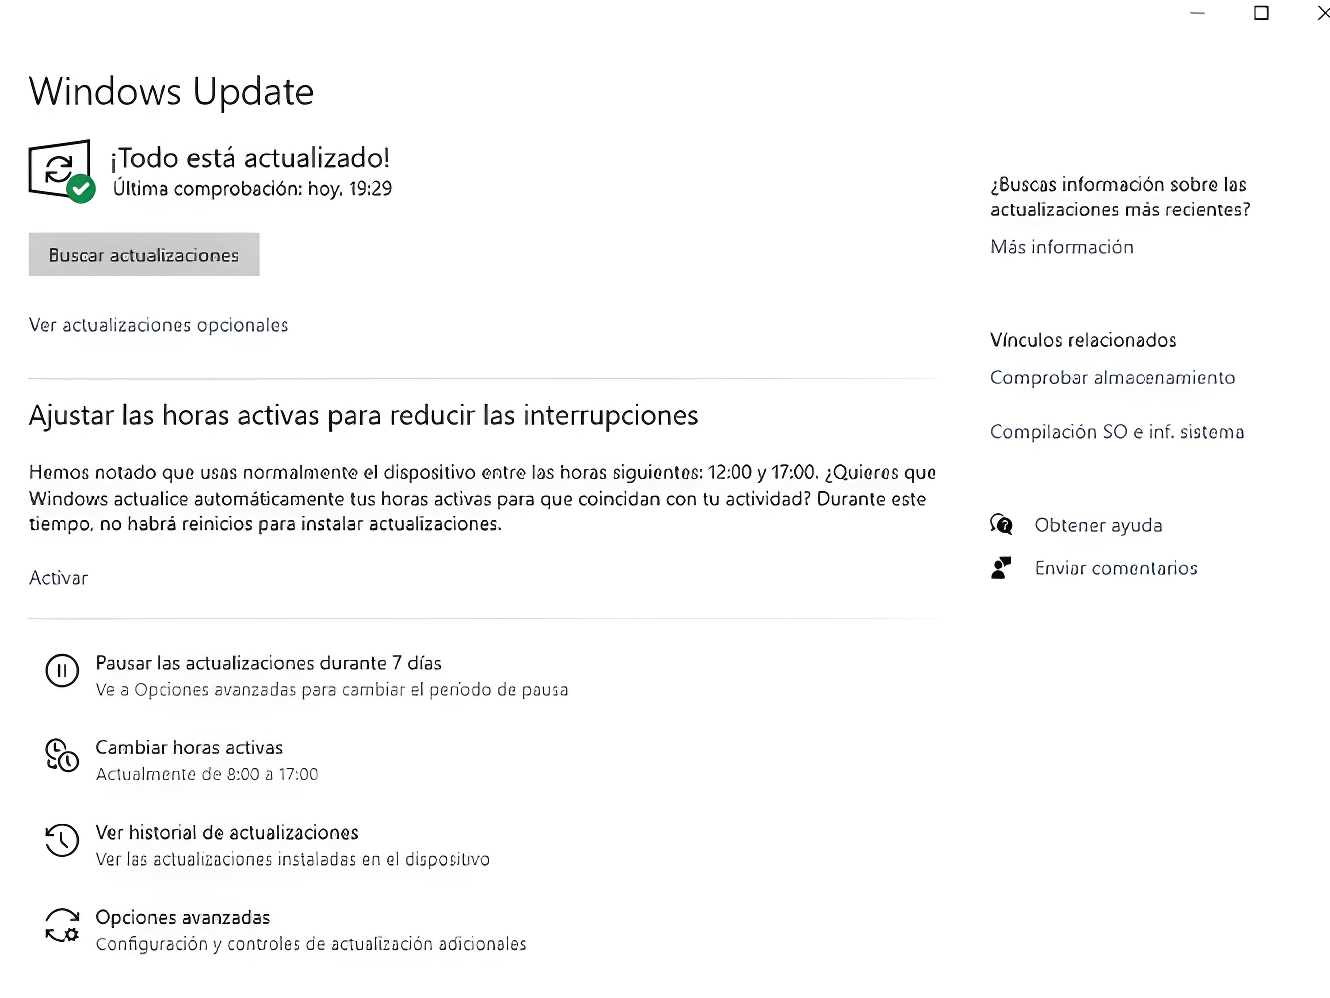 Windows Update
¡Todo está actualizado!
Última comprobación: hoy, 19:29
Buscar actualizaciones
Ver actualizaciones opcionales
Ajustar las horas activas para reducir las interrupciones
Hemos notado que usas normalmente el dispositivo entre las horas siguientes: 12:00 y 17:00. ¿Quieres que
Windows actualice automáticamente tus horas activas para que coincidan con tu actividad? Durante este
tiempo, no habrá reinicios para instalar actualizaciones.
Activar
Pausar las actualizaciones durante 7 días
Ve a Opciones avanzadas para cambiar el período de pausa
Cambiar horas activas
Actualmente de 8:00 a 17:00
Ver historial de actualizaciones
Ver las actualizaciones instaladas en el dispositivo
Opciones avanzadas
Configuración y controles de actualización adicionales
¿Buscas información sobre las
actualizaciones más recientes?
Más información
Vínculos relacionados
Comprobar almacenamiento
Compilación SO e inf. sistema
Obtener ayuda
Enviar comentarios